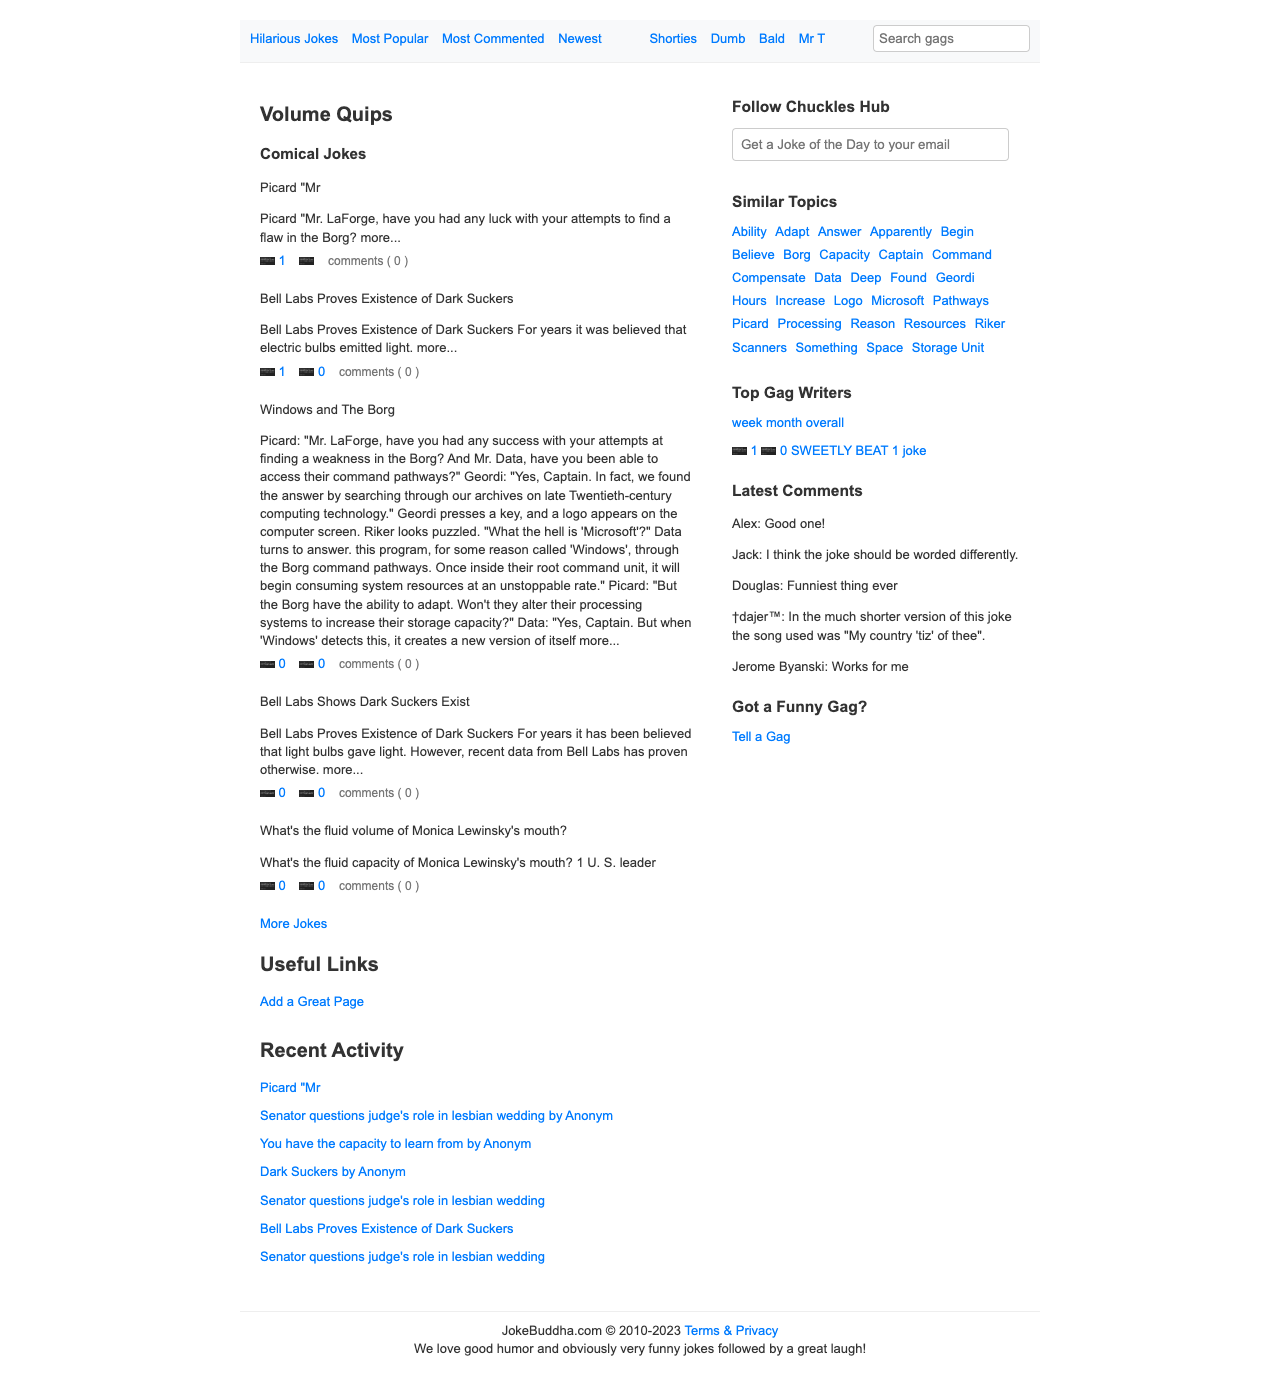 Hilarious Jokes Most Popular Most Commented Newest Shorties Dumb Bald Mr T Search gags
Volume Quips
Comical Jokes
Picard "Mr
Picard "Mr. LaForge, have you had any luck with your attempts to find a
flaw in the Borg? more...
1 comments ( 0 )
Bell Labs Proves Existence of Dark Suckers
Bell Labs Proves Existence of Dark Suckers For years it was believed that
electric bulbs emitted light. more...
1 0 comments ( 0 )
Windows and The Borg
Picard: "Mr. LaForge, have you had any success with your attempts at
finding a weakness in the Borg? And Mr. Data, have you been able to
access their command pathways?" Geordi: "Yes, Captain. In fact, we found
the answer by searching through our archives on late Twentieth-century
computing technology." Geordi presses a key, and a logo appears on the
computer screen. Riker looks puzzled. "What the hell is 'Microsoft'?" Data
turns to answer. this program, for some reason called 'Windows', through
the Borg command pathways. Once inside their root command unit, it will
begin consuming system resources at an unstoppable rate." Picard: "But
the Borg have the ability to adapt. Won't they alter their processing
systems to increase their storage capacity?" Data: "Yes, Captain. But when
'Windows' detects this, it creates a new version of itself more...
0 0 comments ( 0 )
Bell Labs Shows Dark Suckers Exist
Bell Labs Proves Existence of Dark Suckers For years it has been believed
that light bulbs gave light. However, recent data from Bell Labs has proven
otherwise. more...
0 0 comments ( 0 )
What's the fluid volume of Monica Lewinsky's mouth?
What's the fluid capacity of Monica Lewinsky's mouth? 1 U. S. leader
0 0 comments ( 0 )
More Jokes
Useful Links
Add a Great Page
Recent Activity
Picard "Mr
Senator questions judge's role in lesbian wedding by Anonym
You have the capacity to learn from by Anonym
Dark Suckers by Anonym
Senator questions judge's role in lesbian wedding
Bell Labs Proves Existence of Dark Suckers
Senator questions judge's role in lesbian wedding
Follow Chuckles Hub
Get a Joke of the Day to your email
Similar Topics
Ability Adapt Answer Apparently Begin
Believe Borg Capacity Captain Command
Compensate Data Deep Found Geordi
Hours Increase Logo Microsoft Pathways
Picard Processing Reason Resources Riker
Scanners Something Space Storage Unit
Top Gag Writers
week month overall
1 0 SWEETLY BEAT 1 joke
Latest Comments
Alex: Good one!
Jack: I think the joke should be worded differently.
Douglas: Funniest thing ever
†dajer™: In the much shorter version of this joke
the song used was "My country 'tiz' of thee".
Jerome Byanski: Works for me
Got a Funny Gag?
Tell a Gag
JokeBuddha.com © 2010-2023 Terms & Privacy
We love good humor and obviously very funny jokes followed by a great laugh!